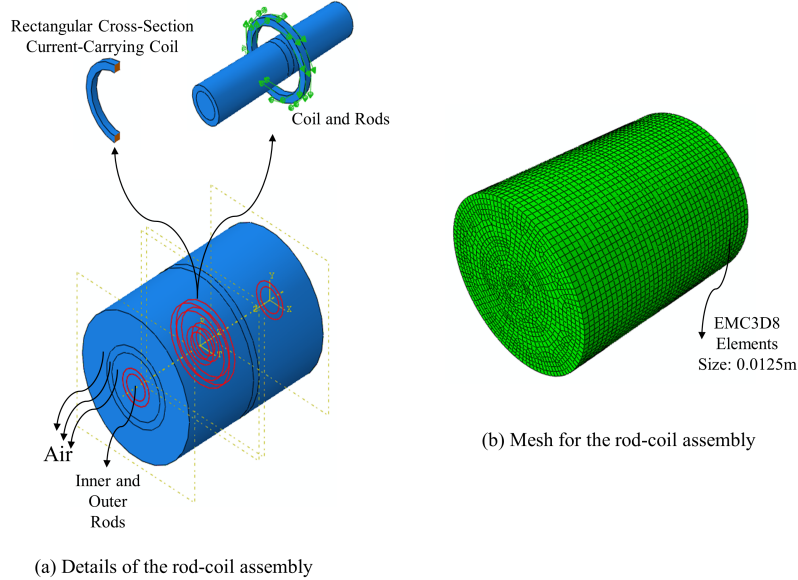 Rectangular Cross-Section
Current-Carrying Coil
Coil and Rods
Air
Inner and
Outer
Rods
(a) Details of the rod-coil assembly
EMC3D8
Elements
Size: 0.0125m
(b) Mesh for the rod-coil assembly